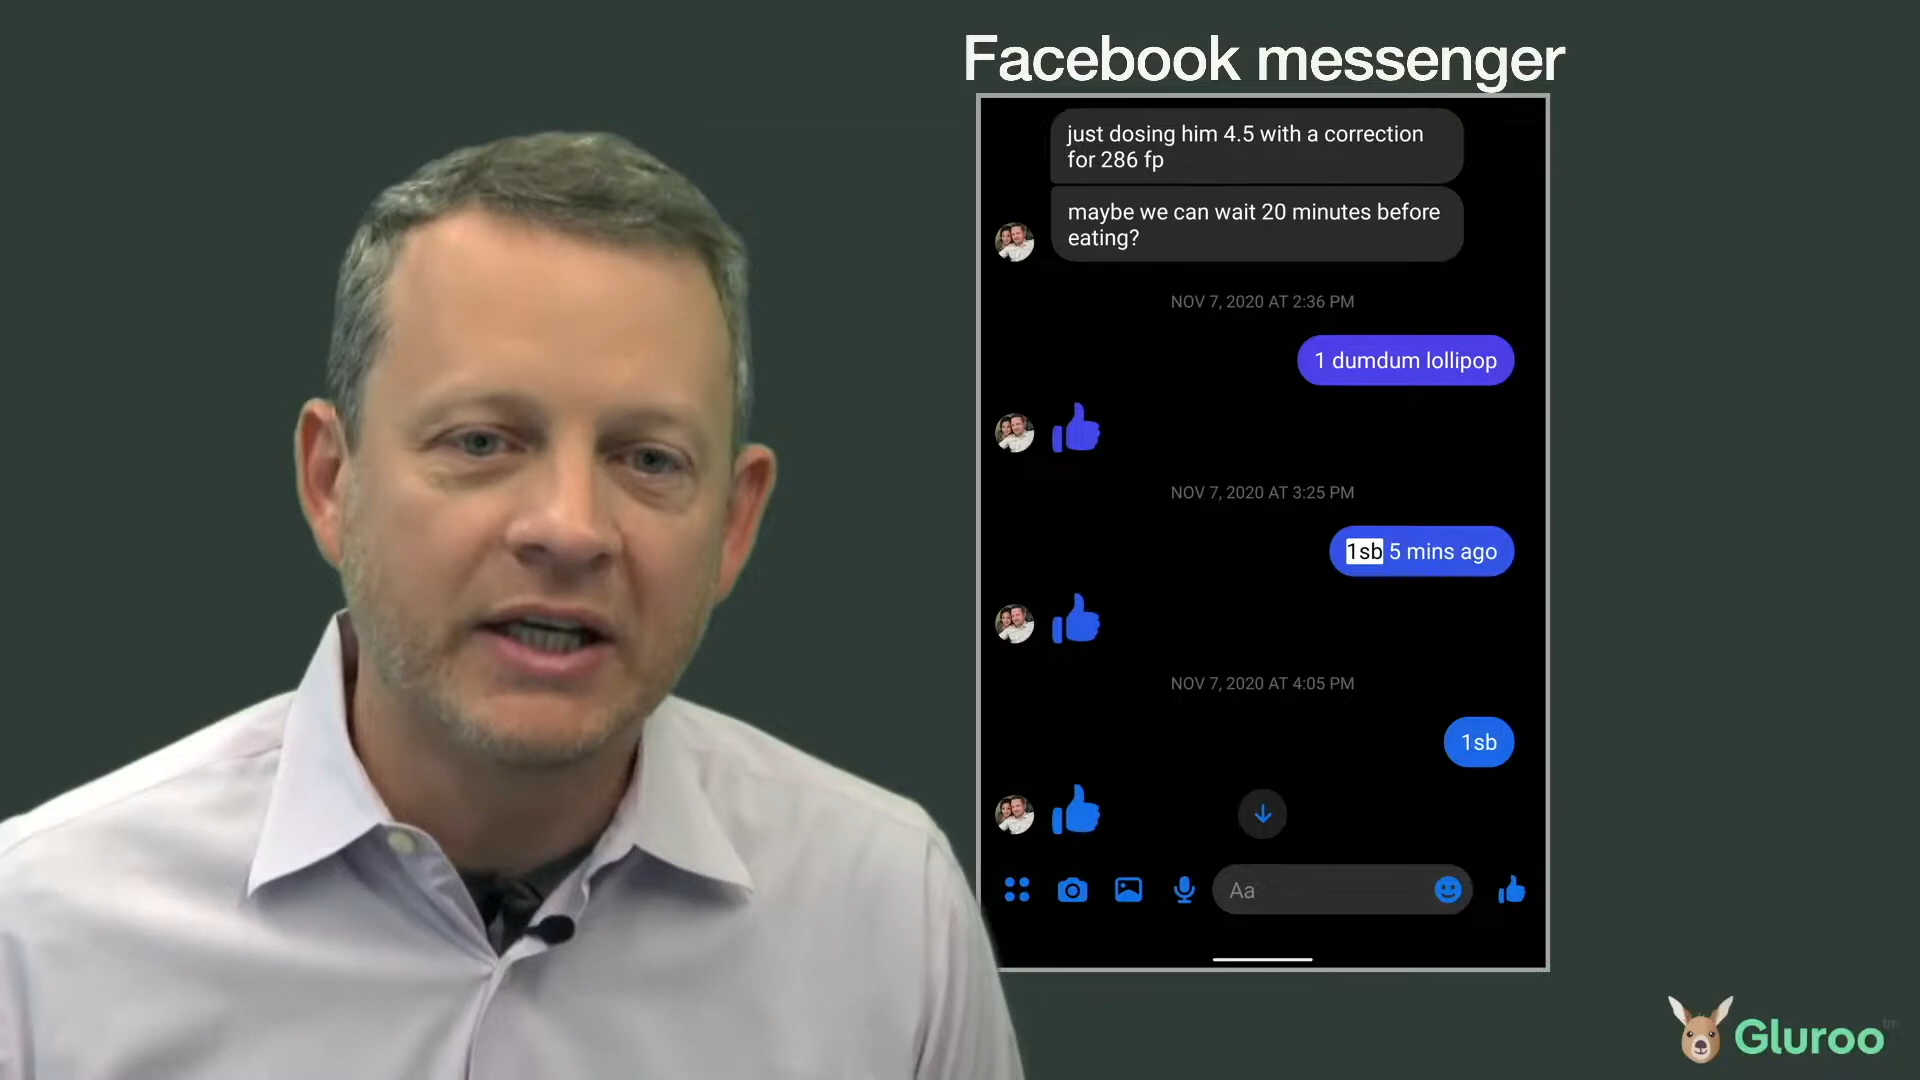 Facebook messenger
just dosing him 4.5 with a correction
for 286 fp
maybe we can wait 20 minutes before
eating?
NOV 7, 2020 AT 2:36 PM
1 dumdum lollipop
NOV 7, 2020 AT 3:25 PM
1sb 5 mins ago
NOV 7, 2020 AT 4:05 PM
1sb
Aa
Gluroo™